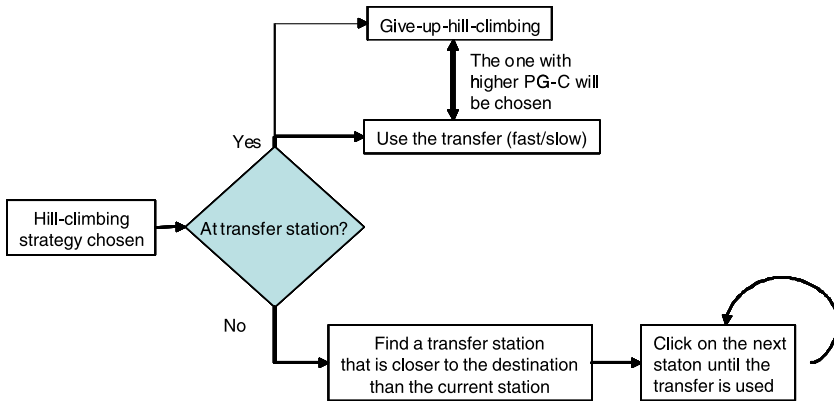 Give-up-hill-climbing
The one with
higher PG-C will
be chosen
Use the transfer (fast/slow)
Yes
Hill-climbing
strategy chosen
At transfer station?
No
Find a transfer station
that is closer to the destination
than the current station
Click on the next
staton until the
transfer is used